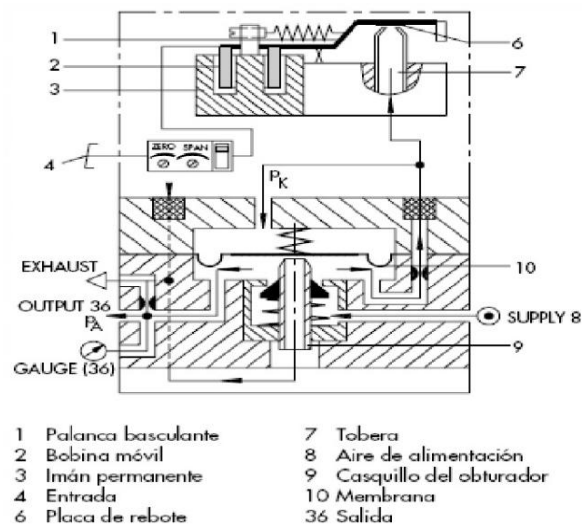 1
2
3
4
ZERO SPAN
6
7
PK
EXHAUST
10
OUTPUT 36
PA
SUPPLY 8
GAUGE (36)
9
1 Palanca basculante
2 Bobina móvil
3 Imán permanente
4 Entrada
6 Placa de rebote
7 Tobera
8 Aire de alimentación
9 Casquillo del obturador
10 Membrana
36 Salida